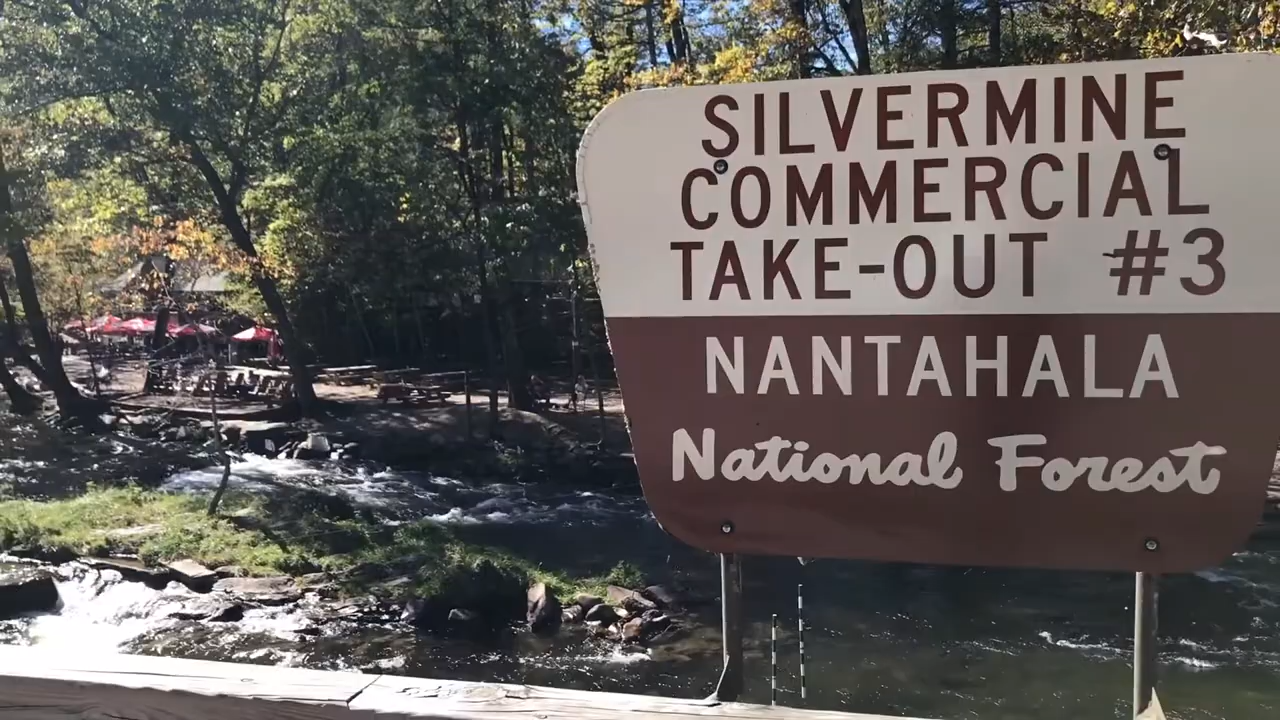 SILVERMINE
COMMERCIAL
TAKE-OUT #3
NANTAHALA
National Forest